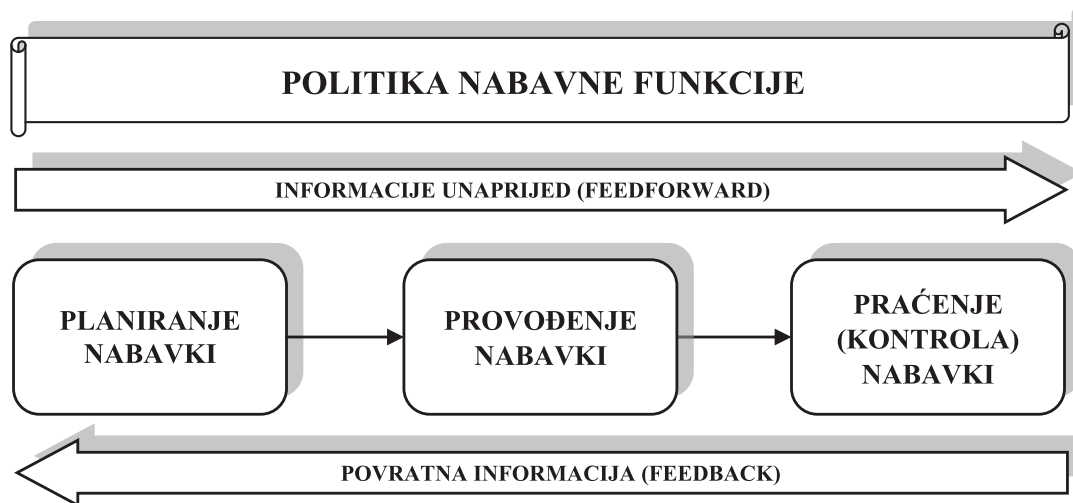 POLITIKA NABAVNE FUNKCIJE
INFORMACIJE UNAPRIJED (FEEDFORWARD)
PLANIRANJE
NABAVKI
PROVOĐENJE
NABAVKI
PRAĆENJE
(KONTROLA)
NABAVKI
POVRATNA INFORMACIJA (FEEDBACK)